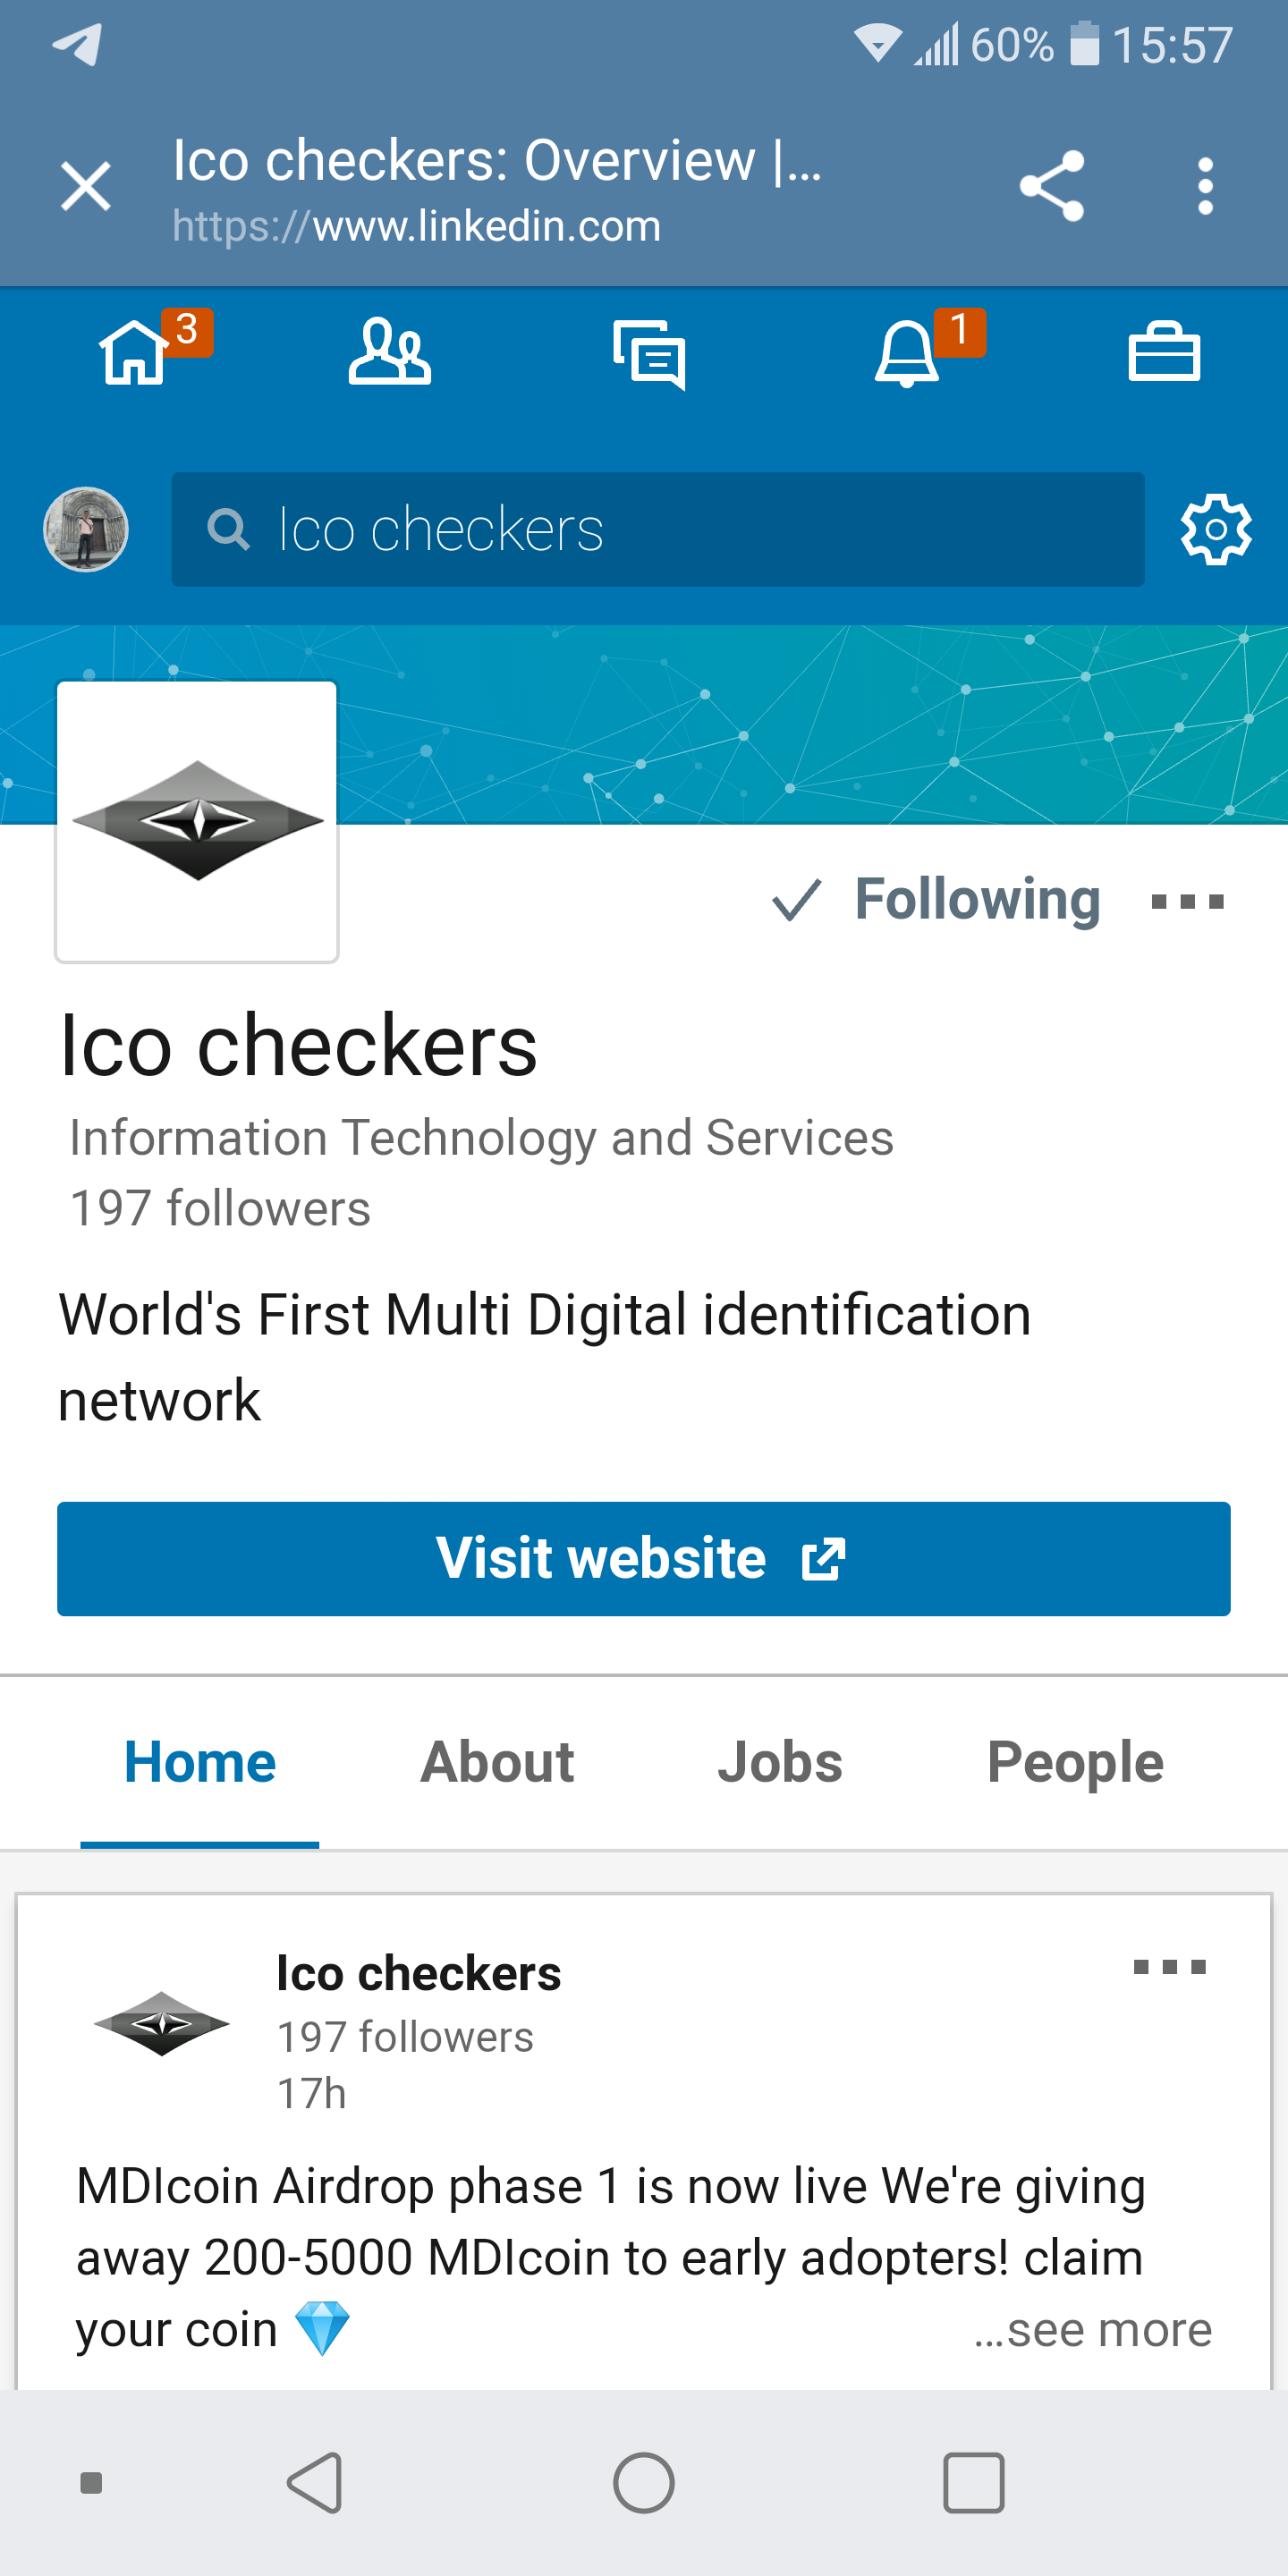 60% 15:57
Ico checkers: Overview |...
https://www.linkedin.com
3
1
Ico checkers
Following
Ico checkers
Information Technology and Services
197 followers
World's First Multi Digital identification
network
Visit website
Home About Jobs People
Ico checkers
197 followers
17h
MDIcoin Airdrop phase 1 is now live We're giving
away 200-5000 MDIcoin to early adopters! claim
your coin 💎 ...see more